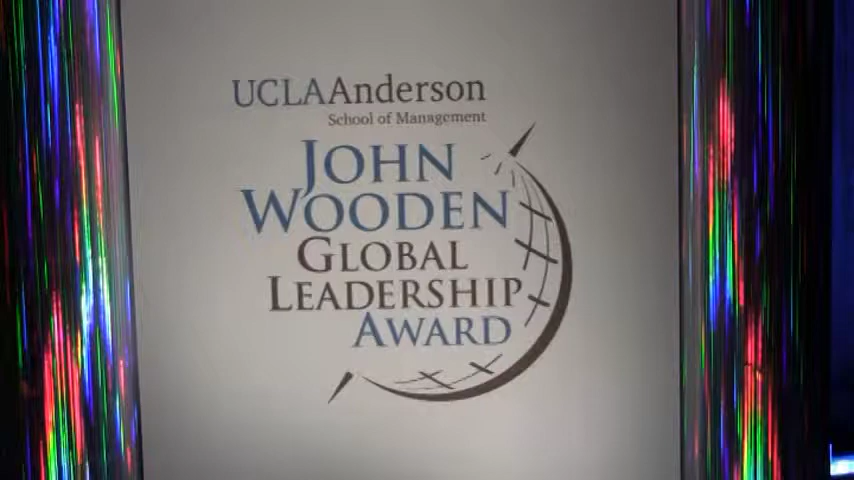 UCLAAnderson
School of Management
JOHN
WOODEN
GLOBAL
LEADERSHIP
AWARD